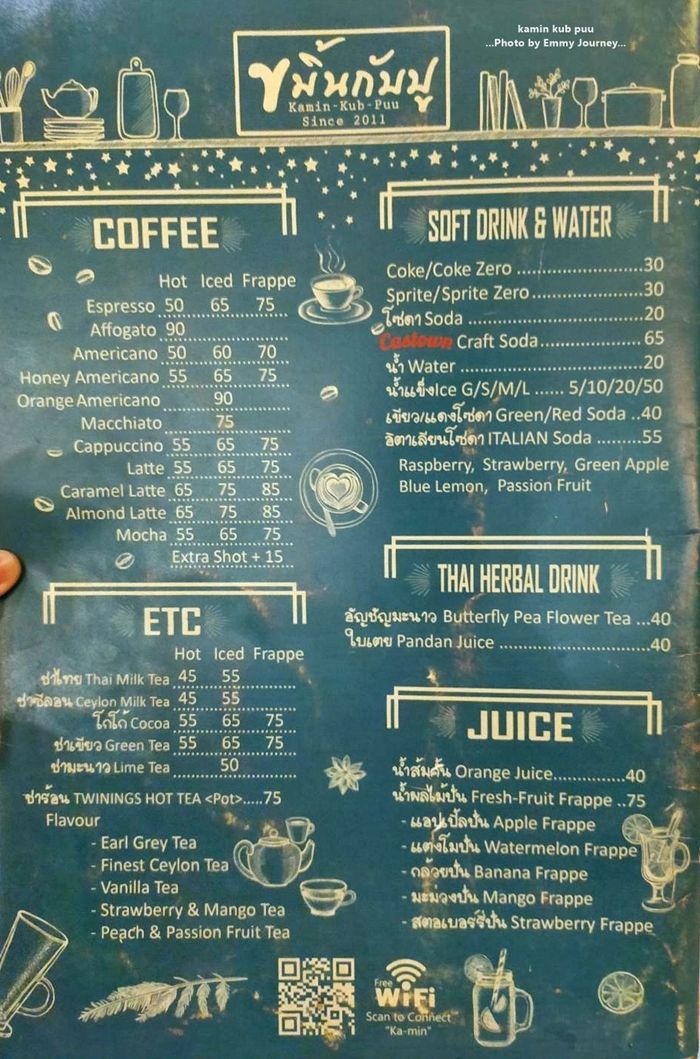 kamin kub puu
...Photo by Emmy Journey...
ขมิ้นกับปู
Kamin-Kub-Puu
Since 2011
COFFEE
Hot Iced Frappe
Espresso 50 65 75
Affogato 90
Americano 50 60 70
Honey Americano 55 65 75
Orange Americano 90
Macchiato 75
Cappuccino 55 65 75
Latte 55 65 75
Caramel Latte 65 75 85
Almond Latte 65 75 85
Mocha 55 65 75
Extra Shot + 15
ETC
Hot Iced Frappe
ชาไทย Thai Milk Tea 45 55
ชาซีลอน Ceylon Milk Tea 45 55
โกโก้ Cocoa 55 65 75
ชาเขียว Green Tea 55 65 75
ชามะนาว Lime Tea 50
ชาร้อน TWININGS HOT TEA <Pot>.....75
Flavour
- Earl Grey Tea
- Finest Ceylon Tea
- Vanilla Tea
- Strawberry & Mango Tea
- Peach & Passion Fruit Tea
SOFT DRINK & WATER
Coke/Coke Zero ........................30
Sprite/Sprite Zero.....................30
โซดา Soda .................................20
Castown Craft Soda................... 65
น้ำ Water ...................................20
น้ำแข็งIce G/S/M/L ...... 5/10/20/50
เขียว/แดงโซดา Green/Red Soda ..40
อิตาเลียนโซดา ITALIAN Soda .........55
Raspberry, Strawberry, Green Apple
Blue Lemon, Passion Fruit
THAI HERBAL DRINK
อัญชัญมะนาว Butterfly Pea Flower Tea ...40
ใบเตย Pandan Juice .............................40
JUICE
น้ำส้มคั้น Orange Juice.............40
น้ำผลไม้ปั่น Fresh-Fruit Frappe ..75
- แอปเปิ้ลปั่น Apple Frappe
- แตงโมปั่น Watermelon Frappe
- กล้วยปั่น Banana Frappe
- มะม่วงปั่น Mango Frappe
- สตอเบอร์รี่ปั่น Strawberry Frappe
Free
WiFi
Scan to Connect
"Ka-min"